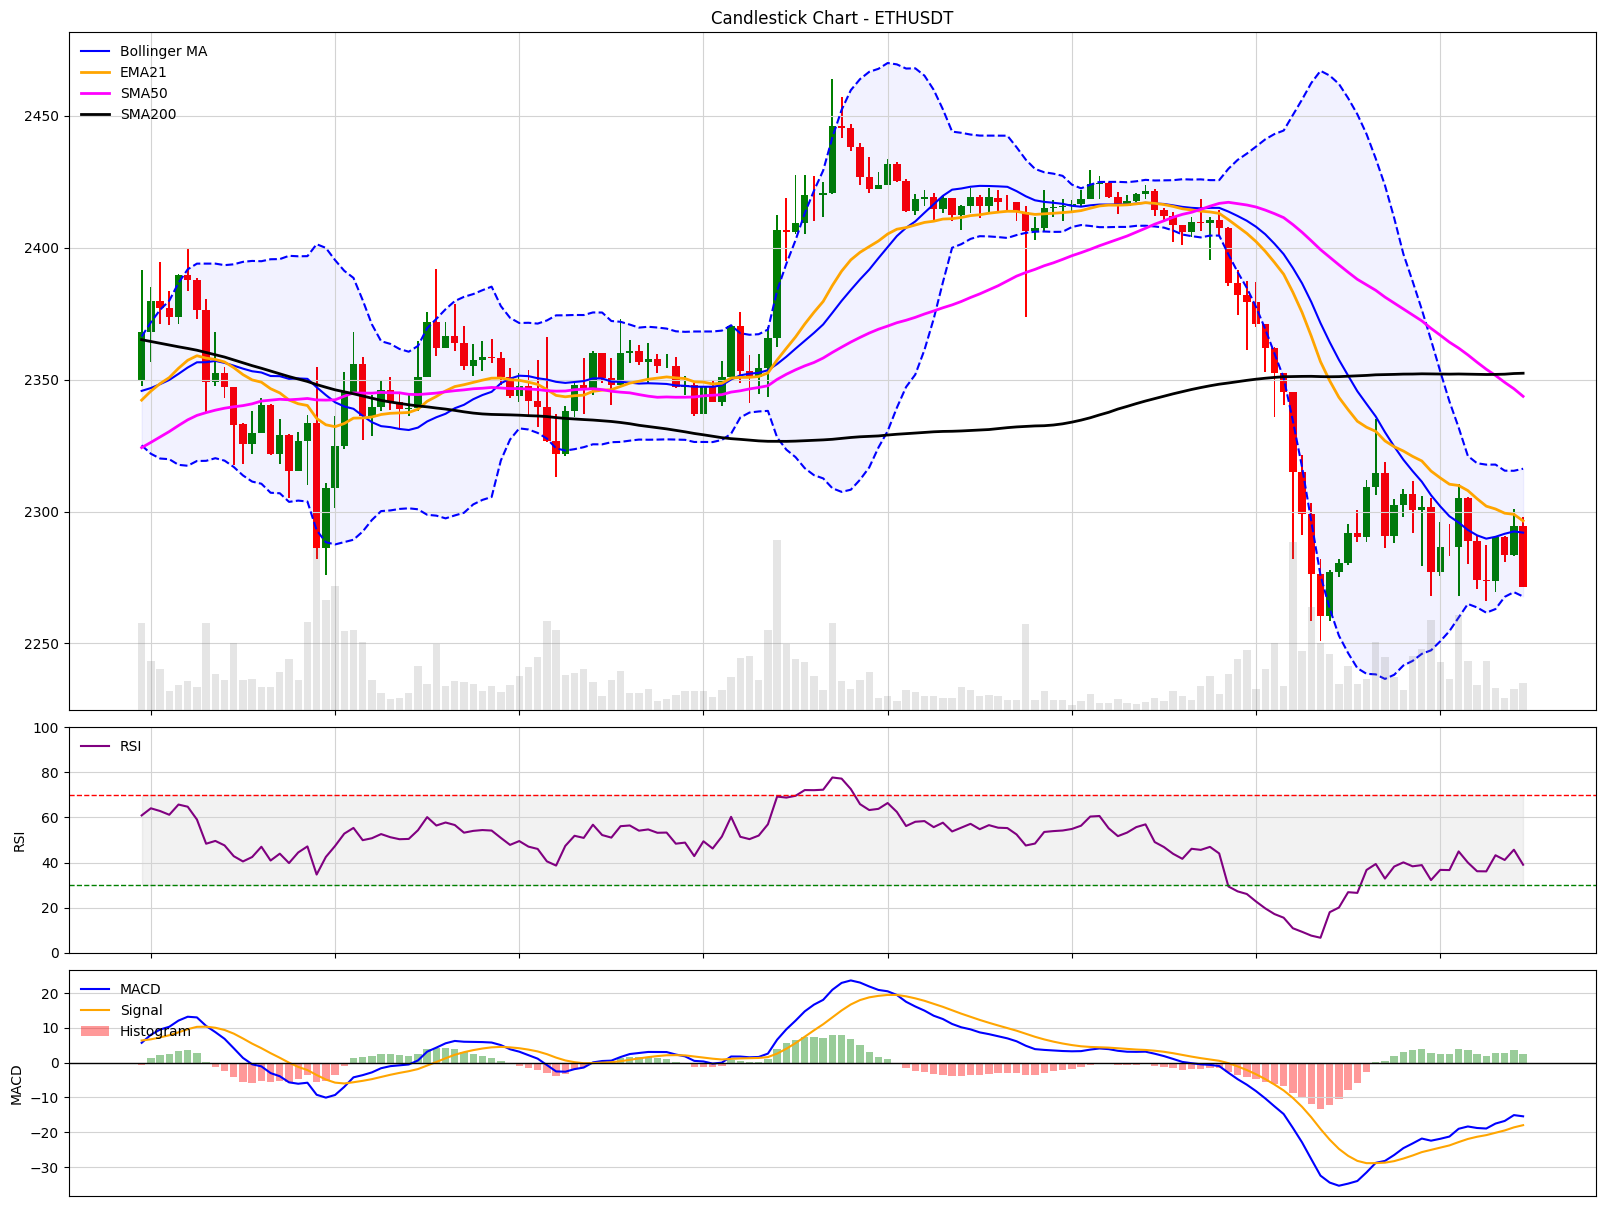 Candlestick Chart - ETHUSDT
Bollinger MA
EMA21
SMA50
SMA200
2450
2400
2350
2300
2250
RSI
RSI
100
80
60
40
20
0
MACD
Signal
Histogram
MACD
20
10
0
−10
−20
−30